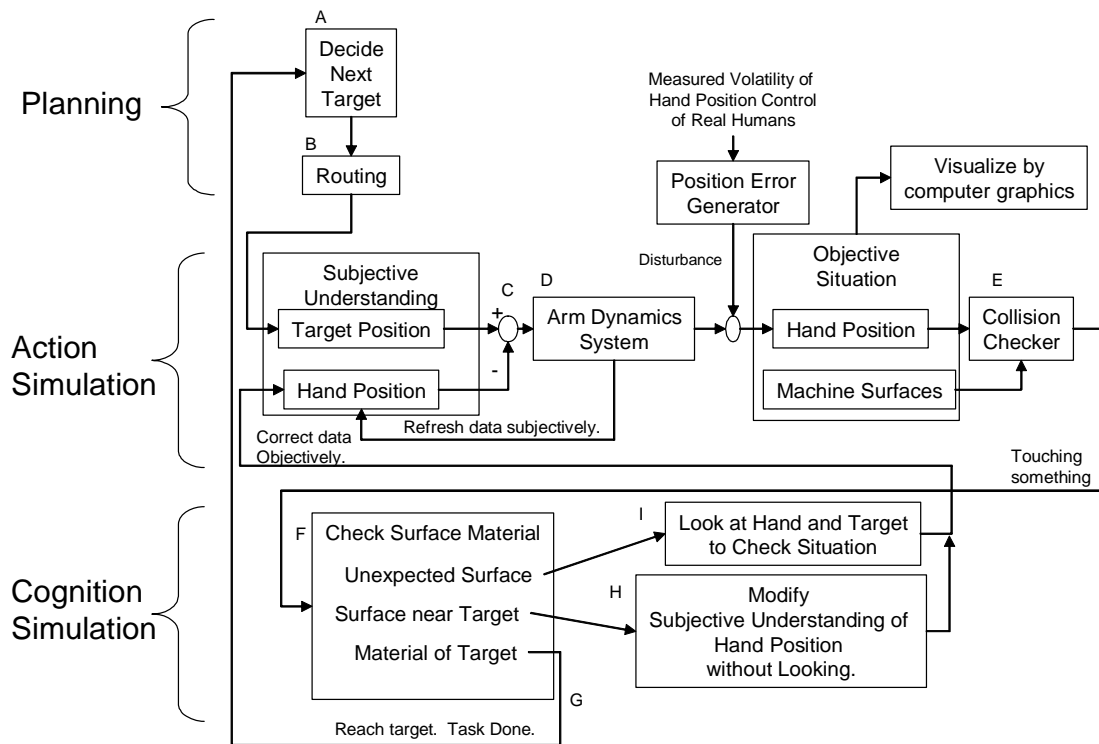 A
Decide
Next
Target
Planning
B
Routing
Measured Volatility of
Hand Position Control
of Real Humans
Position Error
Generator
Visualize by
computer graphics
Disturbance
Action
Simulation
Subjective
Understanding
Target Position
Hand Position
C
+
-
D
Arm Dynamics
System
Refresh data subjectively.
Correct data
Objectively.
Objective
Situation
Hand Position
Machine Surfaces
E
Collision
Checker
Touching
something
Cognition
Simulation
F
Check Surface Material
Unexpected Surface
Surface near Target
Material of Target
I
Look at Hand and Target
to Check Situation
H
Modify
Subjective Understanding of
Hand Position
without Looking.
G
Reach target. Task Done.